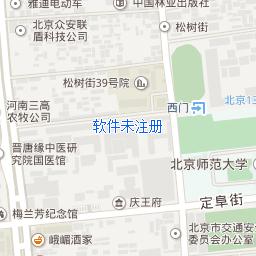 雅迪电动车
中国林业出版社
北京众安联
盾科技公司
松树街
松树街39号院
河南三高
农牧公司
西门
北京1
软件未注册
晋唐缘中医研
究院国医馆
北京师范大学
定阜街
庆王府
梅兰芳纪念馆
峨嵋酒家
北京市交通安
委员会办公室